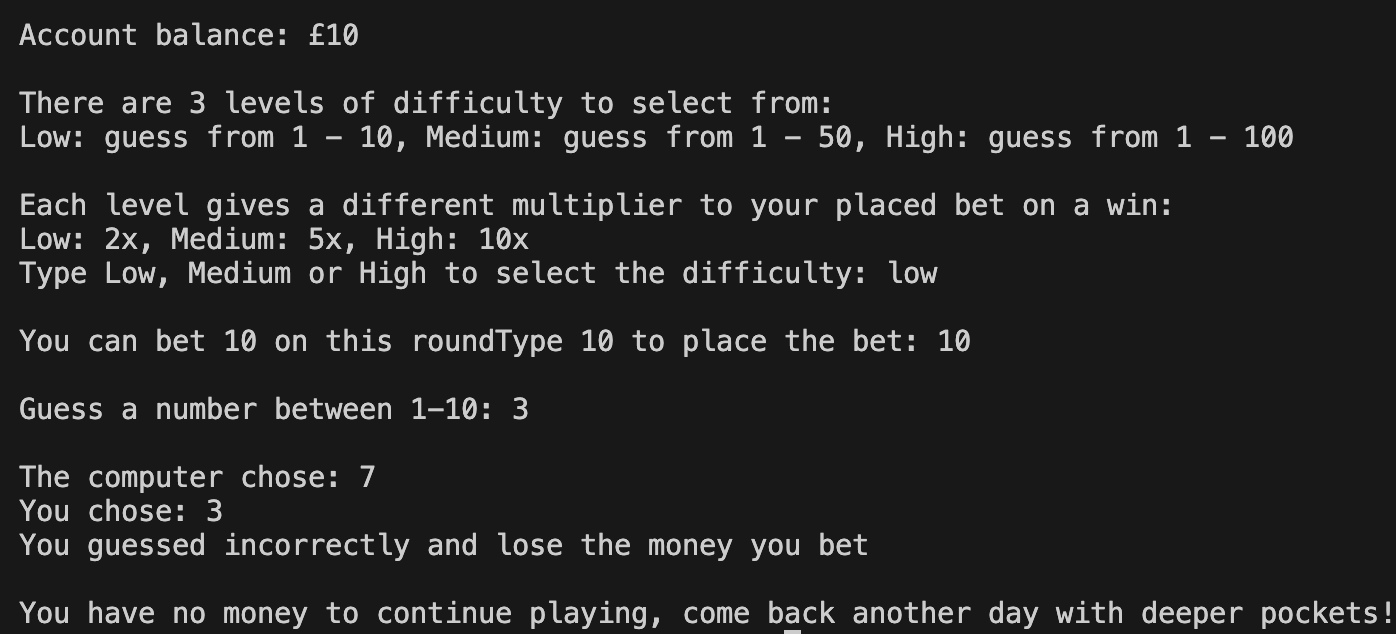 Account balance: £10
There are 3 levels of difficulty to select from:
Low: guess from 1 - 10, Medium: guess from 1 - 50, High: guess from 1 - 100
Each level gives a different multiplier to your placed bet on a win:
Low: 2x, Medium: 5x, High: 10x
Type Low, Medium or High to select the difficulty: low
You can bet 10 on this roundType 10 to place the bet: 10
Guess a number between 1-10: 3
The computer chose: 7
You chose: 3
You guessed incorrectly and lose the money you bet
You have no money to continue playing, come back another day with deeper pockets!